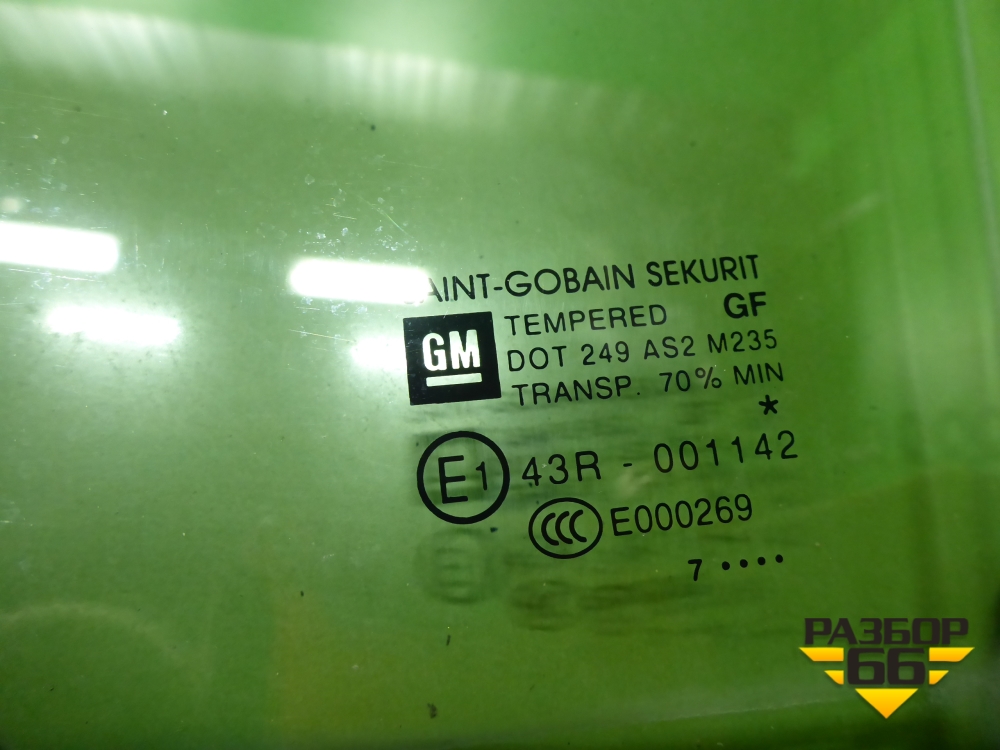 SAINT-GOBAIN SEKURIT
GM
TEMPERED GF
DOT 249 AS2 M235
TRANSP. 70% MIN
*
E1 43R - 001142
CCC E000269
7 ••••
РАЗБОР
66